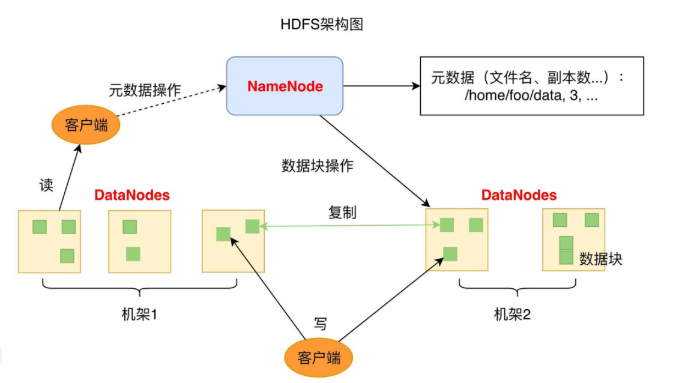 HDFS架构图
元数据操作
NameNode
元数据（文件名、副本数...）:
/home/foo/data, 3, ...
客户端
数据块操作
读
DataNodes
DataNodes
复制
数据块
机架1
机架2
写
客户端